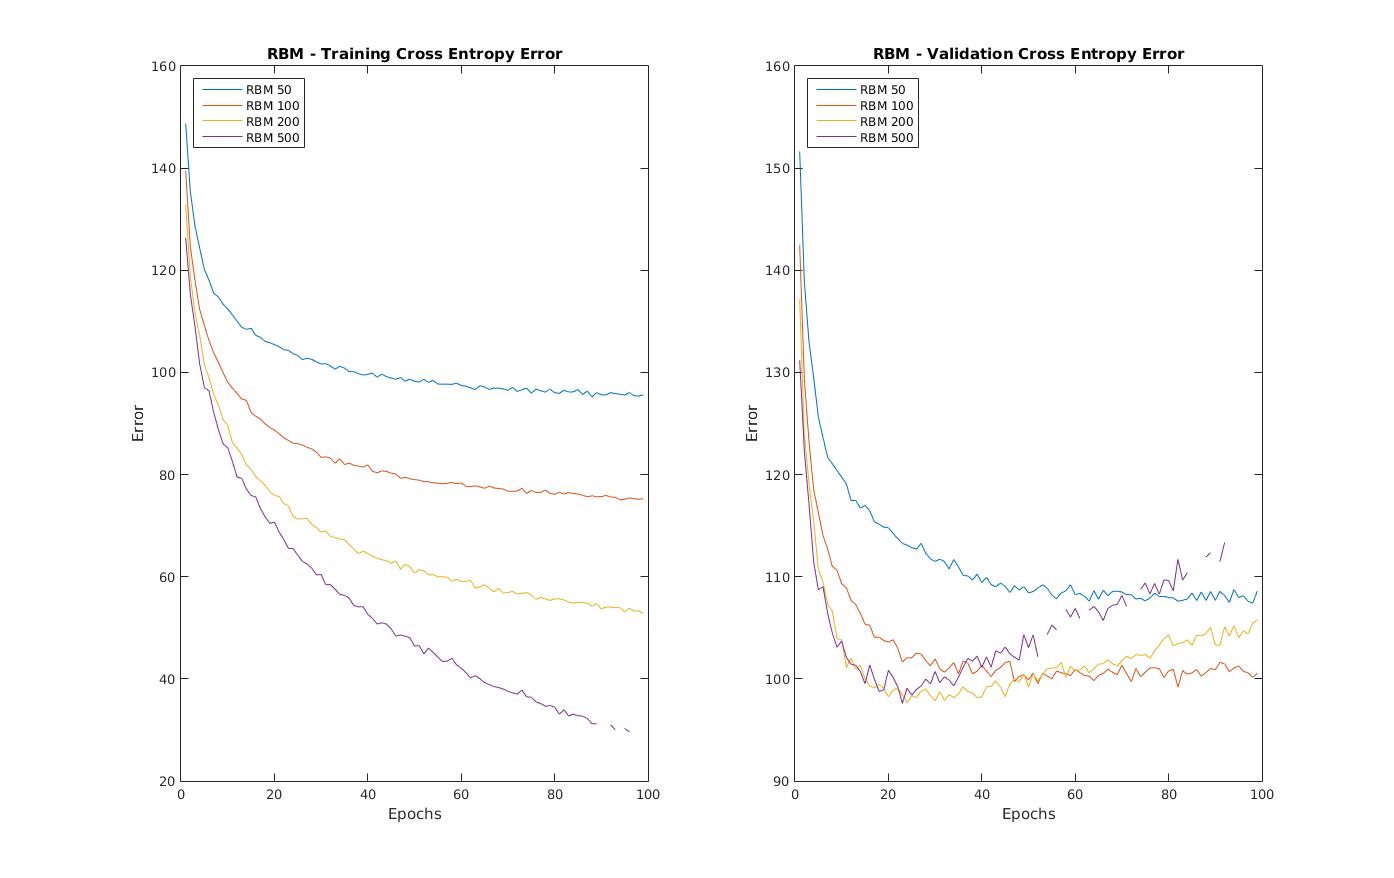 RBM - Training Cross Entropy Error
160
140
120
100
80
60
40
20
Error
RBM 50
RBM 100
RBM 200
RBM 500
0 20 40 60 80 100
Epochs
RBM - Validation Cross Entropy Error
160
150
140
130
120
110
100
90
Error
RBM 50
RBM 100
RBM 200
RBM 500
0 20 40 60 80 100
Epochs